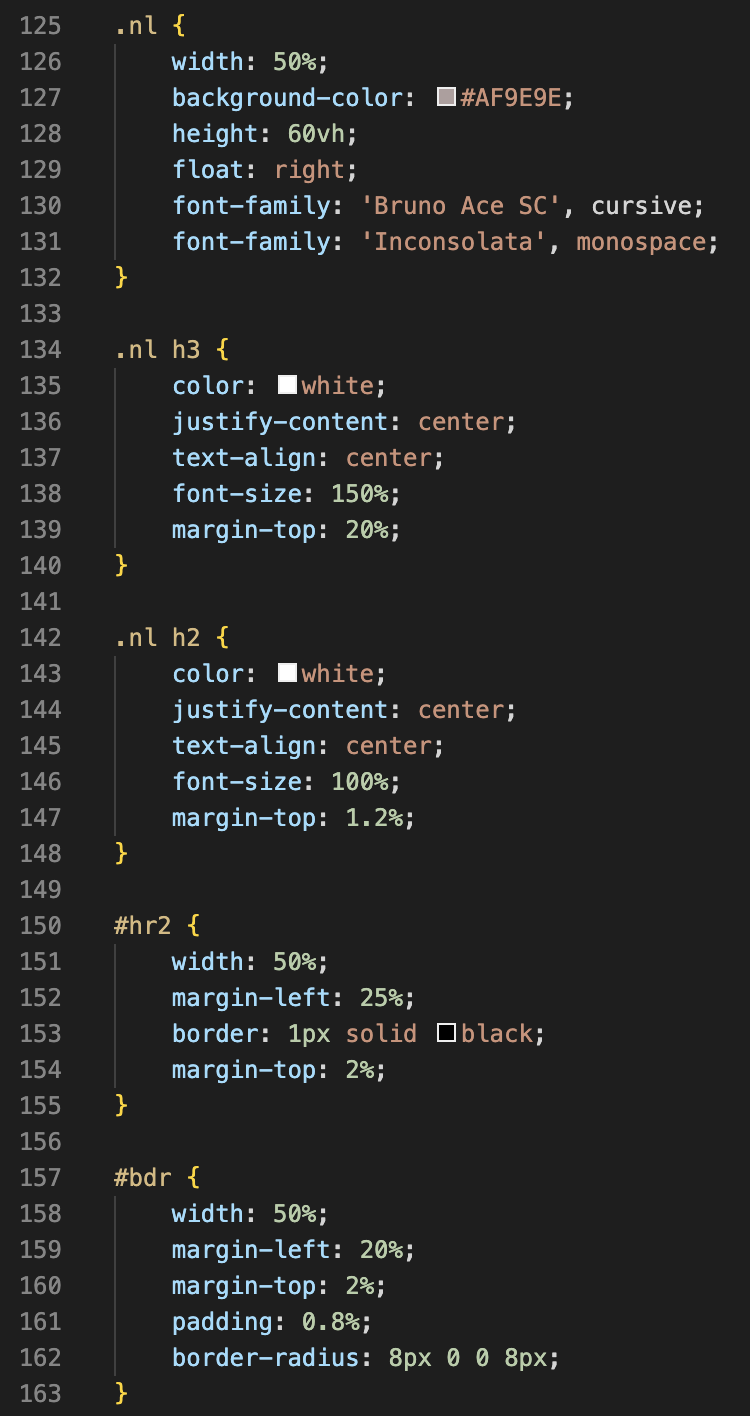 125 .nl {
126 width: 50%;
127 background-color: #AF9E9E;
128 height: 60vh;
129 float: right;
130 font-family: 'Bruno Ace SC', cursive;
131 font-family: 'Inconsolata', monospace;
132 }
133
134 .nl h3 {
135 color: white;
136 justify-content: center;
137 text-align: center;
138 font-size: 150%;
139 margin-top: 20%;
140 }
141
142 .nl h2 {
143 color: white;
144 justify-content: center;
145 text-align: center;
146 font-size: 100%;
147 margin-top: 1.2%;
148 }
149
150 #hr2 {
151 width: 50%;
152 margin-left: 25%;
153 border: 1px solid black;
154 margin-top: 2%;
155 }
156
157 #bdr {
158 width: 50%;
159 margin-left: 20%;
160 margin-top: 2%;
161 padding: 0.8%;
162 border-radius: 8px 0 0 8px;
163 }